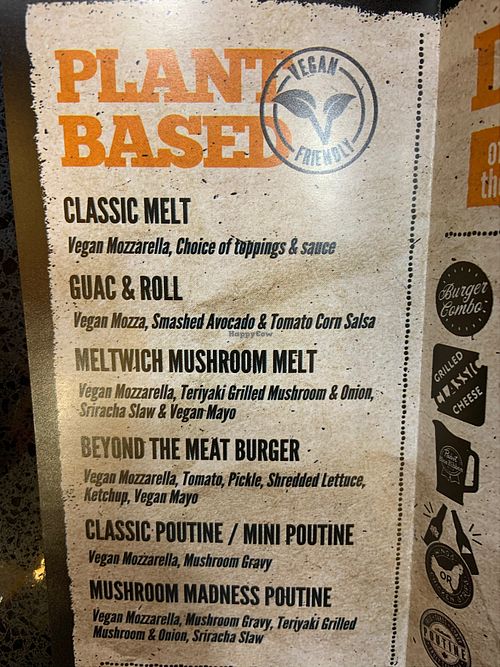 PLANT
BASED
VEGAN
FRIENDLY
CLASSIC MELT
Vegan Mozzarella, Choice of toppings & sauce
GUAC & ROLL
Vegan Mozza, Smashed Avocado & Tomato Corn Salsa
HappyCow
MELTWICH MUSHROOM MELT
Vegan Mozzarella, Teriyaki Grilled Mushroom & Onion,
Sriracha Slaw & Vegan Mayo
BEYOND THE MEAT BURGER
Vegan Mozzarella, Tomato, Pickle, Shredded Lettuce,
Ketchup, Vegan Mayo
CLASSIC POUTINE / MINI POUTINE
Vegan Mozzarella, Mushroom Gravy
MUSHROOM MADNESS POUTINE
Vegan Mozzarella, Mushroom Gravy, Teriyaki Grilled
Mushroom & Onion, Sriracha Slaw
Burger
Combo
GRILLED
CHEESE
OR
POUTINE